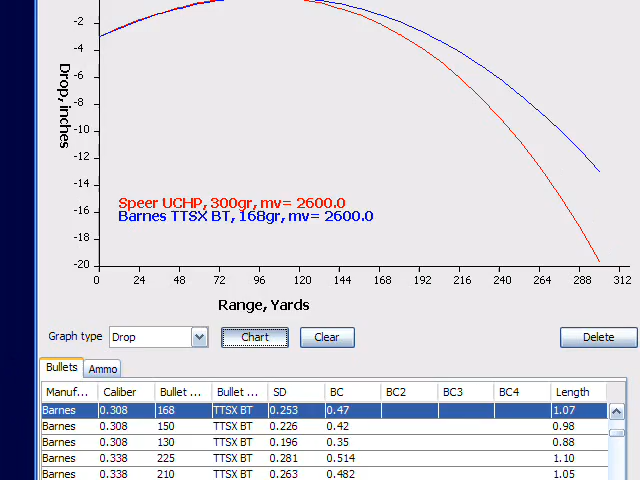 -2
-4
-6
-8
-10
-12
-14
-16
-18
-20
Drop, inches
Speer UCHP, 300gr, mv= 2600.0
Barnes TTSX BT, 168gr, mv= 2600.0
0 24 48 72 96 120 144 168 192 216 240 264 288 312
Range, Yards
Graph type Drop Chart Clear Delete
Bullets Ammo
Manuf... Caliber Bullet ... Bullet ... SD BC BC2 BC3 BC4 Length
Barnes 0.308 168 TTSX BT 0.253 0.47 1.07
Barnes 0.308 150 TTSX BT 0.226 0.42 0.98
Barnes 0.308 130 TTSX BT 0.196 0.35 0.88
Barnes 0.338 225 TTSX BT 0.281 0.514 1.10
Barnes 0.338 210 TTSX BT 0.263 0.482 1.05